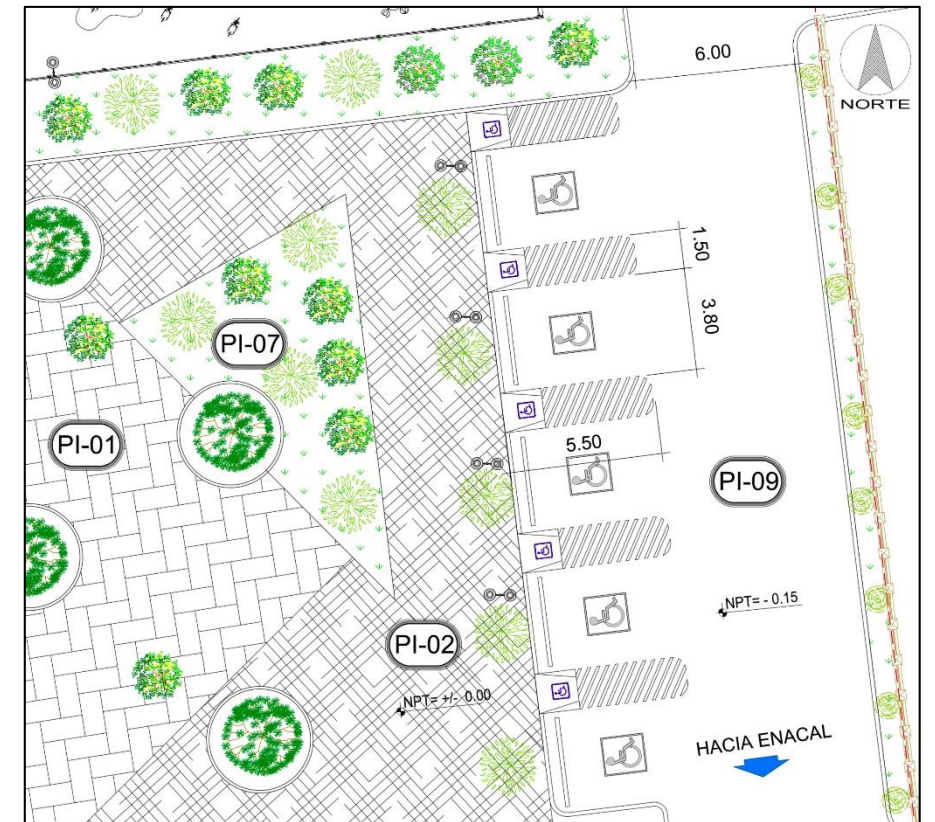 6.00
NORTE
1.50
3.80
PI-07
PI-01
5.50
PI-09
NPT= - 0.15
PI-02
NPT= +/- 0.00
HACIA ENACAL